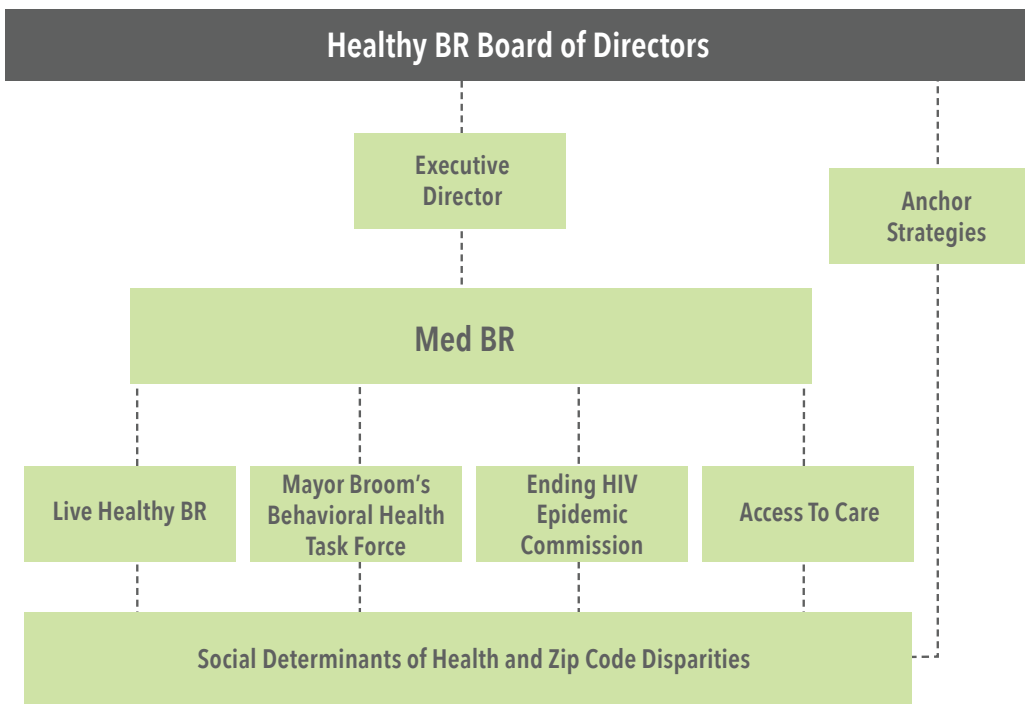 Healthy BR Board of Directors
Executive
Director
Anchor
Strategies
Med BR
Live Healthy BR
Mayor Broom’s
Behavioral Health
Task Force
Ending HIV
Epidemic
Commission
Access To Care
Social Determinants of Health and Zip Code Disparities